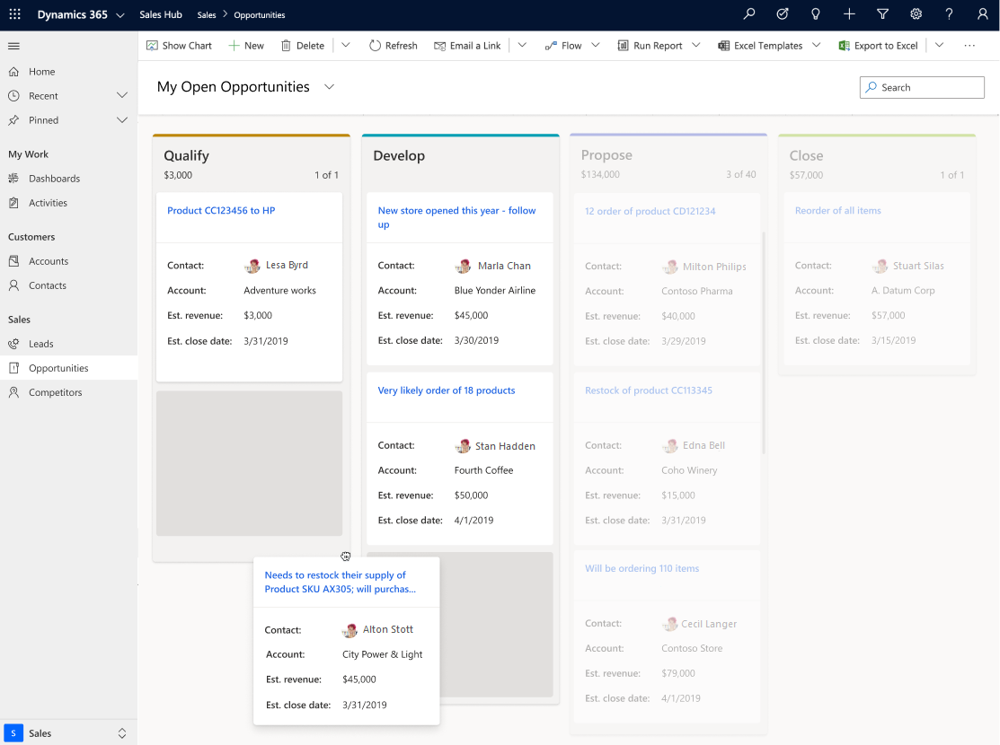 Dynamics 365 Sales Hub Sales > Opportunities
Show Chart New Delete Refresh Email a Link Flow Run Report Excel Templates Export to Excel
Home
Recent
Pinned
My Work
Dashboards
Activities
Customers
Accounts
Contacts
Sales
Leads
Opportunities
Competitors
S Sales
My Open Opportunities
Search
Qualify
$3,000 1 of 1
Product CC123456 to HP
Contact: Lesa Byrd
Account: Adventure works
Est. revenue: $3,000
Est. close date: 3/31/2019
Develop
New store opened this year - follow
up
Contact: Marla Chan
Account: Blue Yonder Airline
Est. revenue: $45,000
Est. close date: 3/30/2019
Very likely order of 18 products
Contact: Stan Hadden
Account: Fourth Coffee
Est. revenue: $50,000
Est. close date: 4/1/2019
Needs to restock their supply of
Product SKU AX305; will purchas...
Contact: Alton Stott
Account: City Power & Light
Est. revenue: $45,000
Est. close date: 3/31/2019
Propose
$134,000 3 of 40
12 order of product CD121234
Contact: Milton Philips
Account: Contoso Pharma
Est. revenue: $40,000
Est. close date: 3/29/2019
Restock of product CC113345
Contact: Edna Bell
Account: Coho Winery
Est. revenue: $15,000
Est. close date: 3/31/2019
Will be ordering 110 items
Contact: Cecil Langer
Account: Contoso Store
Est. revenue: $79,000
Est. close date: 4/1/2019
Close
$57,000 1 of 1
Reorder of all items
Contact: Stuart Silas
Account: A. Datum Corp
Est. revenue: $57,000
Est. close date: 3/15/2019